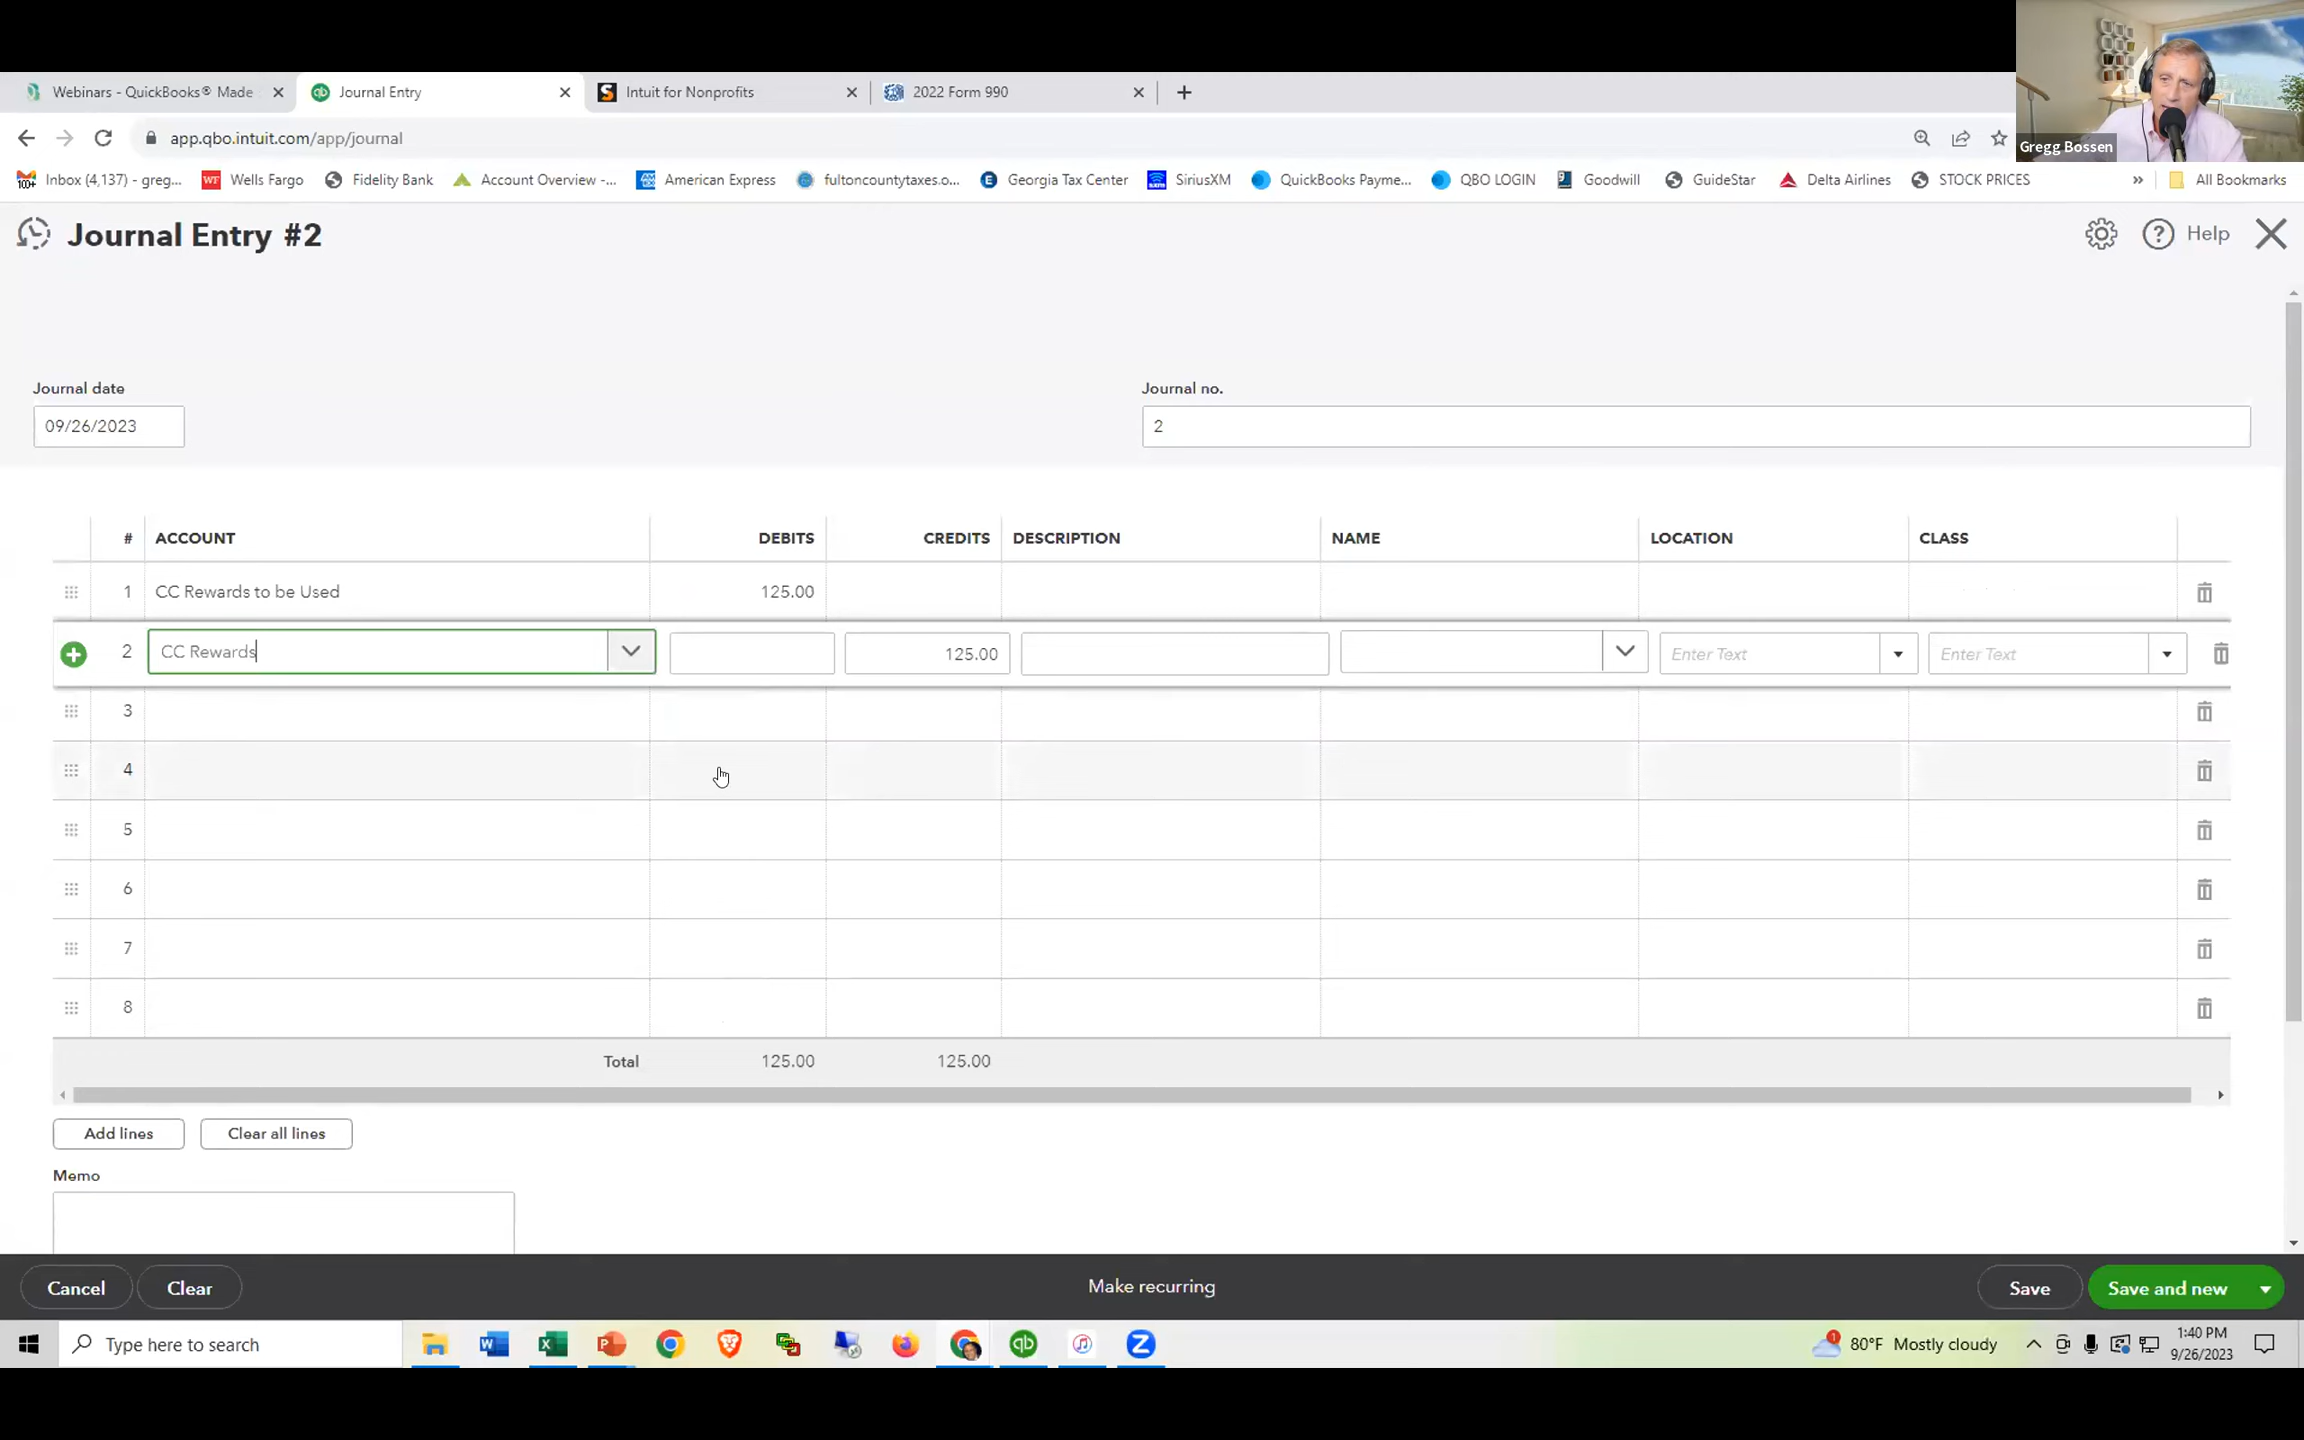 Webinars - QuickBooks® Made
Journal Entry
Intuit for Nonprofits
2022 Form 990
app.qbo.intuit.com/app/journal
Gregg Bossen
100+
Inbox (4,137) - greg...
WF
Wells Fargo
Fidelity Bank
Account Overview -...
American Express
fultoncountytaxes.o...
Georgia Tax Center
SiriusXM
QuickBooks Payme...
QBO LOGIN
Goodwill
GuideStar
Delta Airlines
STOCK PRICES
»
All Bookmarks
Journal Entry #2
Help
Journal date
Journal no.
09/26/2023
2
# ACCOUNT DEBITS CREDITS DESCRIPTION NAME LOCATION CLASS
1 CC Rewards to be Used 125.00
2 CC Rewards 125.00 Enter Text Enter Text
3
4
5
6
7
8
Total 125.00 125.00
Add lines
Clear all lines
Memo
Cancel
Clear
Make recurring
Save
Save and new
Type here to search
1
80°F Mostly cloudy
1:40 PM
9/26/2023